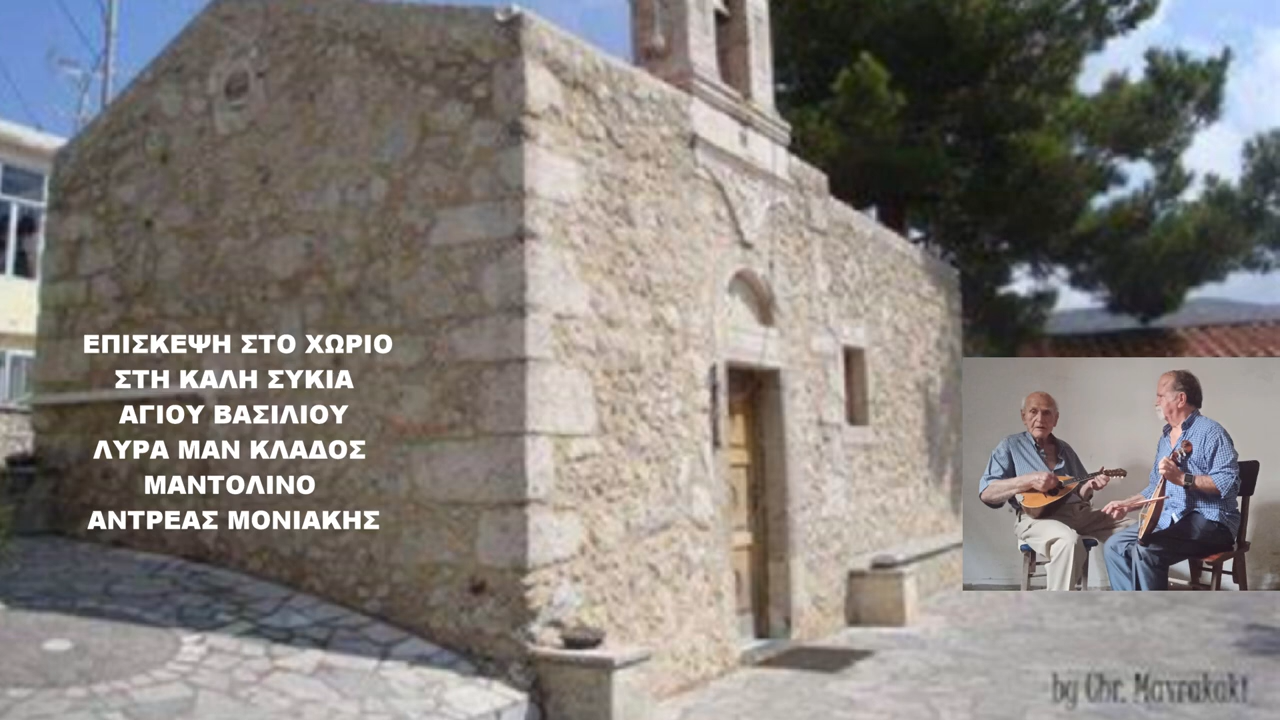 ΕΠΙΣΚΕΨΗ ΣΤΟ ΧΩΡΙΟ
ΣΤΗ ΚΑΛΗ ΣΥΚΙΑ
ΑΓΙΟΥ ΒΑΣΙΛΙΟΥ
ΛΥΡΑ ΜΑΝ ΚΛΑΔΟΣ
ΜΑΝΤΟΛΙΝΟ
ΑΝΤΡΕΑΣ ΜΟΝΙΑΚΗΣ
by Chr. Mavrakaki